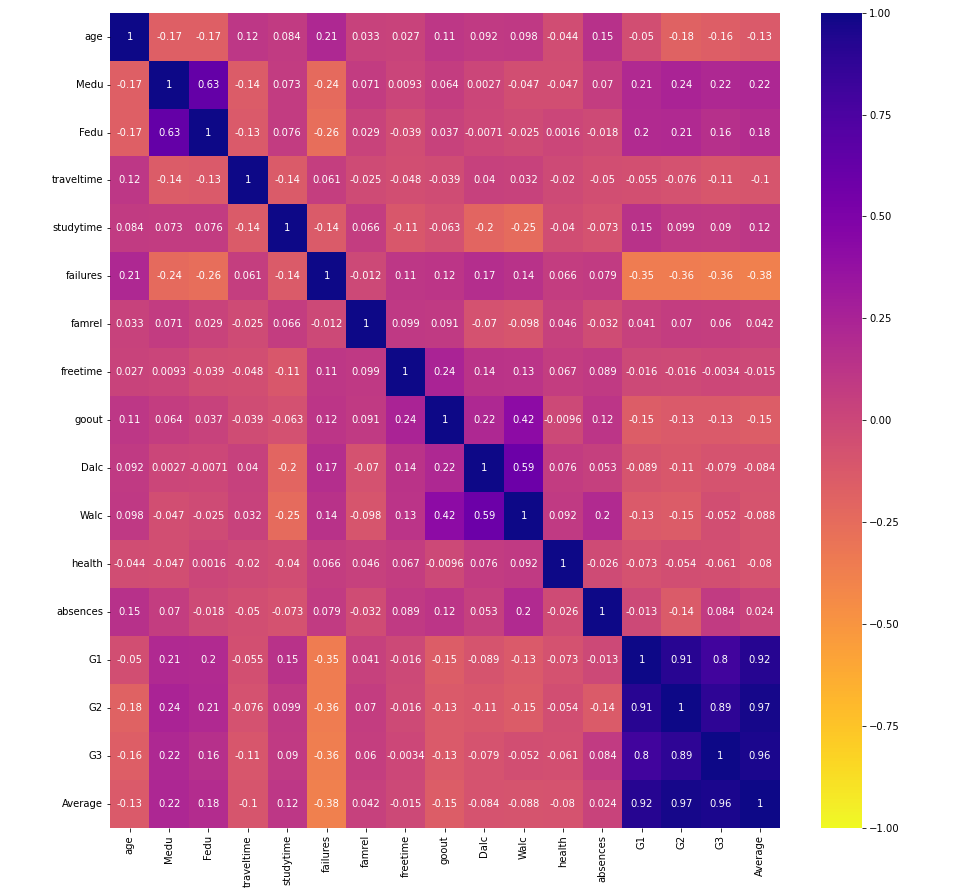 age 1 -0.17 -0.17 0.12 0.084 0.21 0.033 0.027 0.11 0.092 0.098 -0.044 0.15 -0.05 -0.18 -0.16 -0.13
Medu -0.17 1 0.63 -0.14 0.073 -0.24 0.071 0.0093 0.064 0.0027 -0.047 -0.047 0.07 0.21 0.24 0.22 0.22
Fedu -0.17 0.63 1 -0.13 0.076 -0.26 0.029 -0.039 0.037 -0.0071 -0.025 0.0016 -0.018 0.2 0.21 0.16 0.18
traveltime 0.12 -0.14 -0.13 1 -0.14 0.061 -0.025 -0.048 -0.039 0.04 0.032 -0.02 -0.05 -0.055 -0.076 -0.11 -0.1
studytime 0.084 0.073 0.076 -0.14 1 -0.14 0.066 -0.11 -0.063 -0.2 -0.25 -0.04 -0.073 0.15 0.099 0.09 0.12
failures 0.21 -0.24 -0.26 0.061 -0.14 1 -0.012 0.11 0.12 0.17 0.14 0.066 0.079 -0.35 -0.36 -0.36 -0.38
famrel 0.033 0.071 0.029 -0.025 0.066 -0.012 1 0.099 0.091 -0.07 -0.098 0.046 -0.032 0.041 0.07 0.06 0.042
freetime 0.027 0.0093 -0.039 -0.048 -0.11 0.11 0.099 1 0.24 0.14 0.13 0.067 0.089 -0.016 -0.016 -0.0034 -0.015
goout 0.11 0.064 0.037 -0.039 -0.063 0.12 0.091 0.24 1 0.22 0.42 -0.0096 0.12 -0.15 -0.13 -0.13 -0.15
Dalc 0.092 0.0027 -0.0071 0.04 -0.2 0.17 -0.07 0.14 0.22 1 0.59 0.076 0.053 -0.089 -0.11 -0.079 -0.084
Walc 0.098 -0.047 -0.025 0.032 -0.25 0.14 -0.098 0.13 0.42 0.59 1 0.092 0.2 -0.13 -0.15 -0.052 -0.088
health -0.044 -0.047 0.0016 -0.02 -0.04 0.066 0.046 0.067 -0.0096 0.076 0.092 1 -0.026 -0.073 -0.054 -0.061 -0.08
absences 0.15 0.07 -0.018 -0.05 -0.073 0.079 -0.032 0.089 0.12 0.053 0.2 -0.026 1 -0.013 -0.14 0.084 0.024
G1 -0.05 0.21 0.2 -0.055 0.15 -0.35 0.041 -0.016 -0.15 -0.089 -0.13 -0.073 -0.013 1 0.91 0.8 0.92
G2 -0.18 0.24 0.21 -0.076 0.099 -0.36 0.07 -0.016 -0.13 -0.11 -0.15 -0.054 -0.14 0.91 1 0.89 0.97
G3 -0.16 0.22 0.16 -0.11 0.09 -0.36 0.06 -0.0034 -0.13 -0.079 -0.052 -0.061 0.084 0.8 0.89 1 0.96
Average -0.13 0.22 0.18 -0.1 0.12 -0.38 0.042 -0.015 -0.15 -0.084 -0.088 -0.08 0.024 0.92 0.97 0.96 1
age Medu Fedu traveltime studytime failures famrel freetime goout Dalc Walc health absences G1 G2 G3 Average
1.00
0.75
0.50
0.25
0.00
−0.25
−0.50
−0.75
−1.00